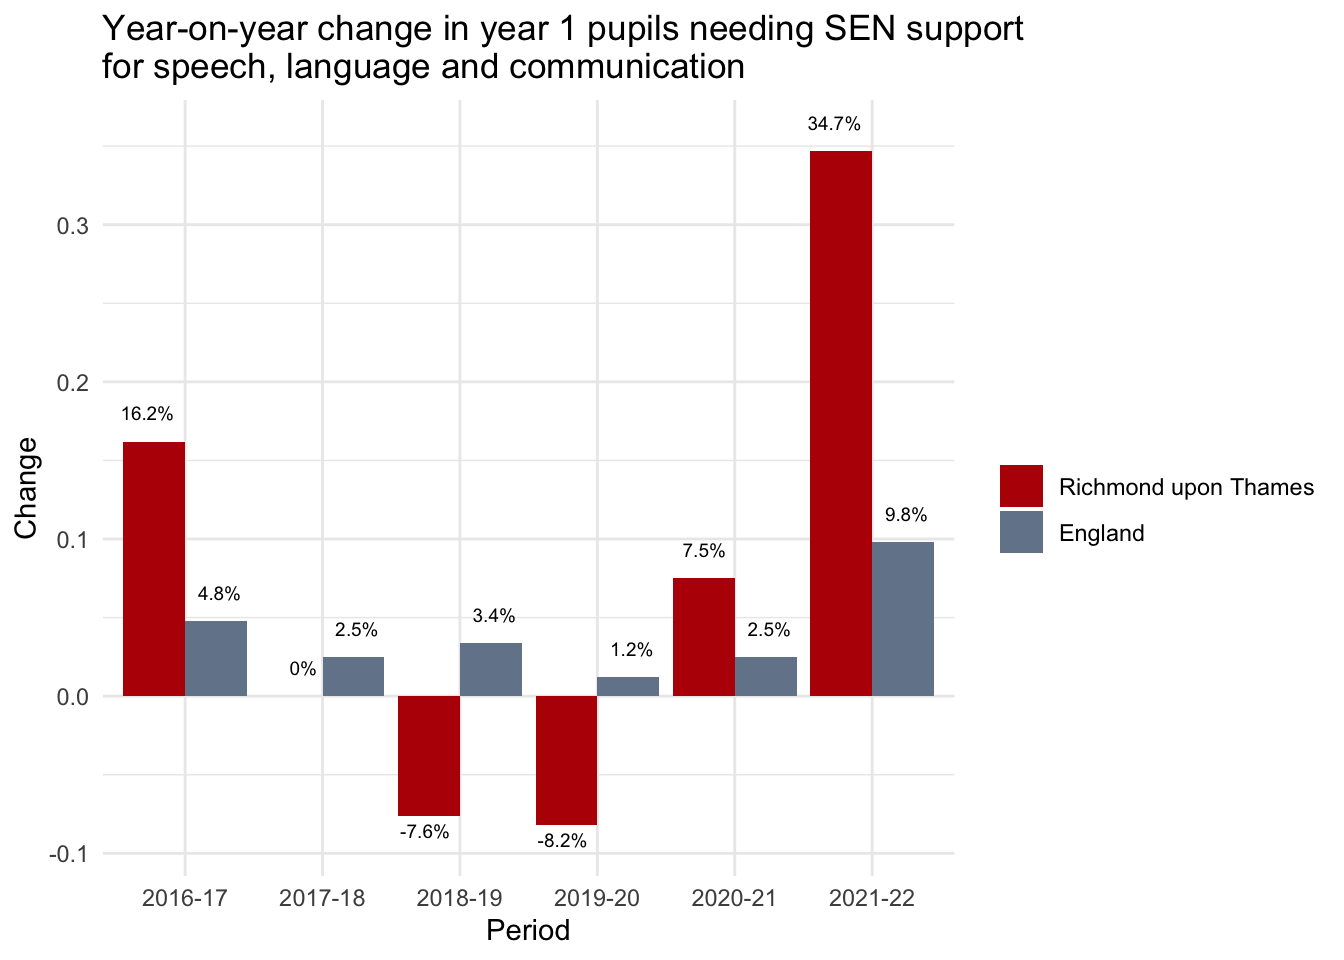 Year-on-year change in year 1 pupils needing SEN support
for speech, language and communication
34.7%
0.3
0.2
16.2%
Change
Richmond upon Thames
9.8%
0.1
England
7.5%
4.8%
3.4%
2.5%
2.5%
1.2%
0%
0.0
-7.6%
-8.2%
-0.1
2016-17 2017-18 2018-19 2019-20 2020-21 2021-22
Period